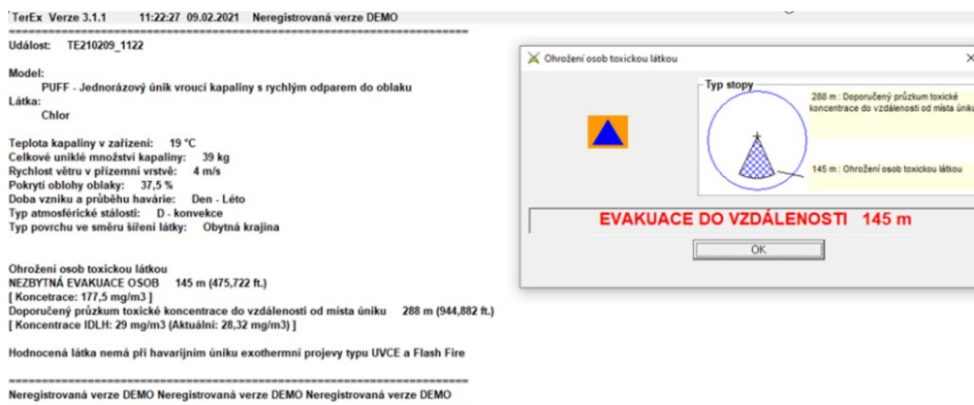 TerEx Verze 3.1.1 11:22:27 09.02.2021 Neregistrovaná verze DEMO
Událost: TE210209_1122
Model:
PUFF - Jednorázový únik vroucí kapaliny s rychlým odparem do oblaku
Látka:
Chlor
Teplota kapaliny v zařízení: 19 °C
Celkové uniklé množství kapaliny: 39 kg
Rychlost větru v přízemní vrstvě: 4 m/s
Pokrytí oblohy oblaky: 37,5 %
Doba vzniku a průběhu havárie: Den - Léto
Typ atmosférické stálosti: D - konvekce
Typ povrchu ve směru šíření látky: Obytná krajina
Ohrožení osob toxickou látkou
NEZBYTNÁ EVAKUACE OSOB 145 m (475,722 ft.)
[ Koncetrace: 177,5 mg/m3 ]
Doporučený průzkum toxické koncentrace do vzdálenosti od místa úniku 288 m (944,882 ft.)
[ Koncentrace IDLH: 29 mg/m3 (Aktuální: 28,32 mg/m3) ]
Hodnocená látka nemá při havarijním úniku exothermní projevy typu UVCE a Flash Fire
Neregistrovaná verze DEMO Neregistrovaná verze DEMO Neregistrovaná verze DEMO
Ohrožení osob toxickou látkou
Typ stopy
288 m : Doporučený průzkum toxické
koncentrace do vzdálenosti od místa úniku
145 m : Ohrožení osob toxickou látkou
EVAKUACE DO VZDÁLENOSTI 145 m
OK